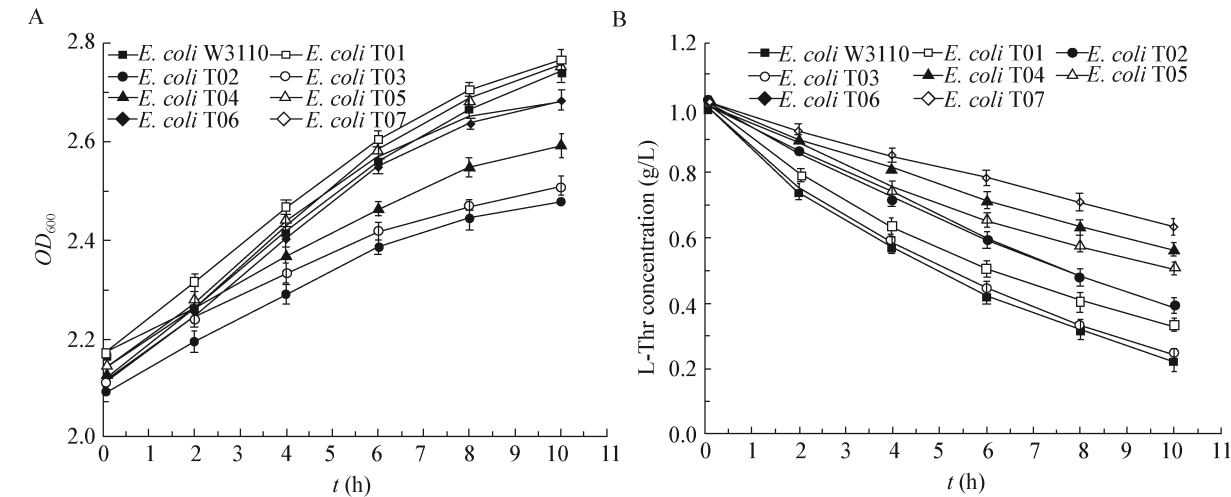 A
2.8
2.6
2.4
2.2
2.0
OD600
E. coli W3110 E. coli T01
E. coli T02 E. coli T03
E. coli T04 E. coli T05
E. coli T06 E. coli T07
0 1 2 3 4 5 6 7 8 9 10 11
t (h)
B
1.2
1.0
0.8
0.6
0.4
0.2
0.0
L-Thr concentration (g/L)
E. coli W3110 E. coli T01 E. coli T02
E. coli T03 E. coli T04 E. coli T05
E. coli T06 E. coli T07
0 1 2 3 4 5 6 7 8 9 10 11
t (h)